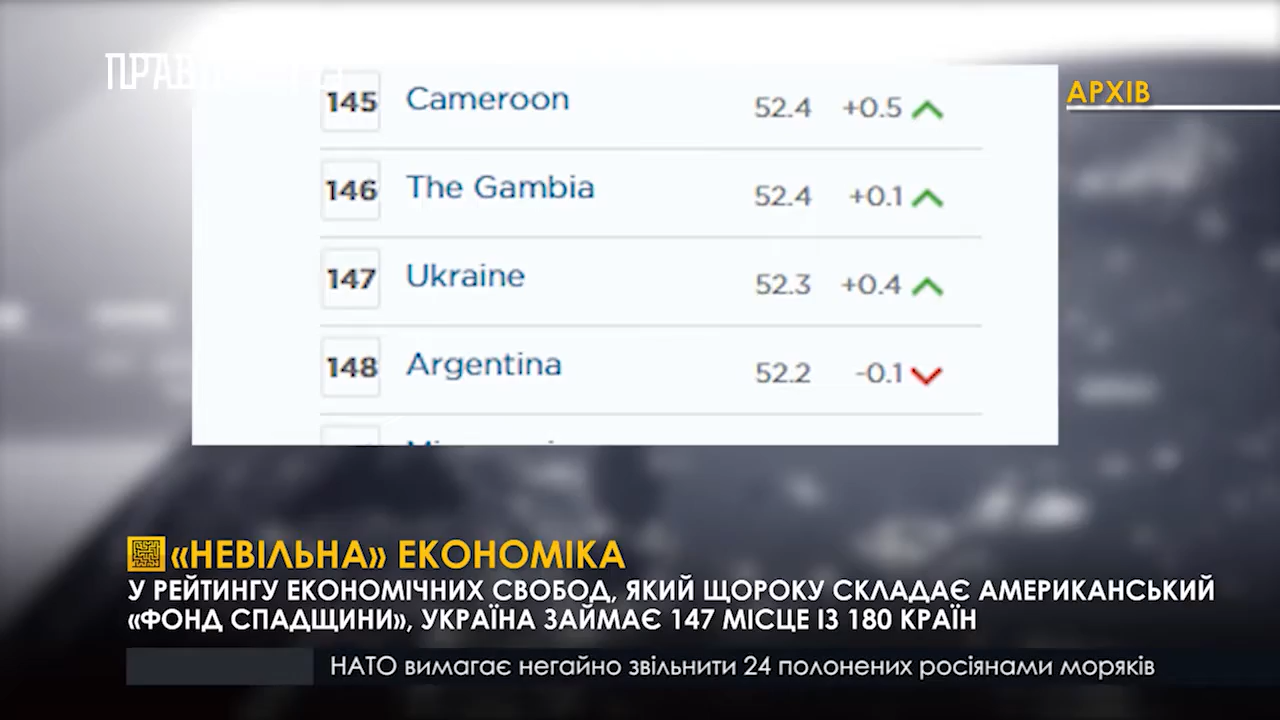 АРХІВ
145 Cameroon 52.4 +0.5
146 The Gambia 52.4 +0.1
147 Ukraine 52.3 +0.4
148 Argentina 52.2 -0.1
«НЕВІЛЬНА» ЕКОНОМІКА
У РЕЙТИНГУ ЕКОНОМІЧНИХ СВОБОД, ЯКИЙ ЩОРОКУ СКЛАДАЄ АМЕРИКАНСЬКИЙ
«ФОНД СПАДЩИНИ», УКРАЇНА ЗАЙМАЄ 147 МІСЦЕ ІЗ 180 КРАЇН
НАТО вимагає негайно звільнити 24 полонених росіянами моряків